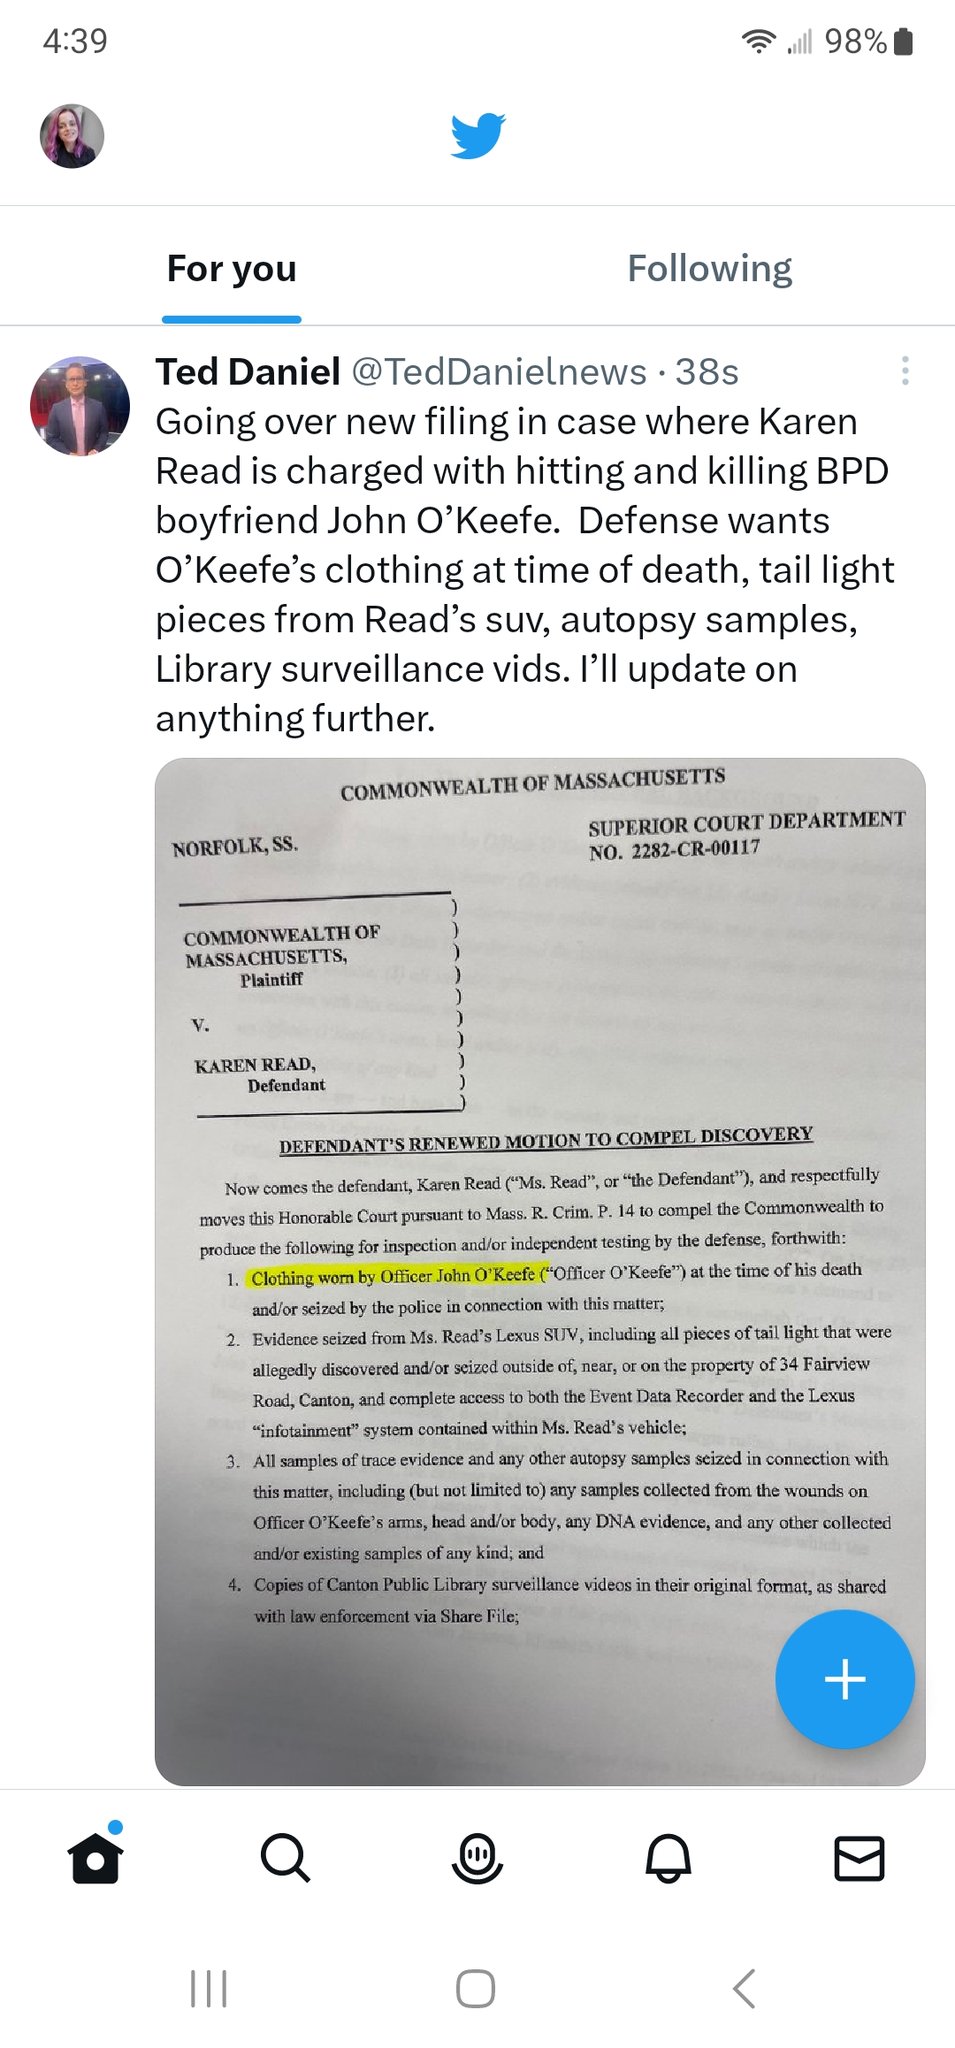 4:39
98%
For you
Following
Ted Daniel @TedDanielnews · 38s
Going over new filing in case where Karen
Read is charged with hitting and killing BPD
boyfriend John O’Keefe.  Defense wants
O’Keefe’s clothing at time of death, tail light
pieces from Read’s suv, autopsy samples,
Library surveillance vids. I’ll update on
anything further.
COMMONWEALTH OF MASSACHUSETTS
NORFOLK, SS.
SUPERIOR COURT DEPARTMENT
NO. 2282-CR-00117
)
)
COMMONWEALTH OF
)
MASSACHUSETTS,
)
Plaintiff
)
)
V.
)
)
KAREN READ,
)
Defendant
)
DEFENDANT’S RENEWED MOTION TO COMPEL DISCOVERY
Now comes the defendant, Karen Read (“Ms. Read”, or “the Defendant”), and respectfully
moves this Honorable Court pursuant to Mass. R. Crim. P. 14 to compel the Commonwealth to
produce the following for inspection and/or independent testing by the defense, forthwith:
1. Clothing worn by Officer John O’Keefe (“Officer O’Keefe”) at the time of his death
and/or seized by the police in connection with this matter;
2. Evidence seized from Ms. Read’s Lexus SUV, including all pieces of tail light that were
allegedly discovered and/or seized outside of, near, or on the property of 34 Fairview
Road, Canton, and complete access to both the Event Data Recorder and the Lexus
“infotainment” system contained within Ms. Read’s vehicle;
3. All samples of trace evidence and any other autopsy samples seized in connection with
this matter, including (but not limited to) any samples collected from the wounds on
Officer O’Keefe’s arms, head and/or body, any DNA evidence, and any other collected
and/or existing samples of any kind; and
4. Copies of Canton Public Library surveillance videos in their original format, as shared
with law enforcement via Share File;